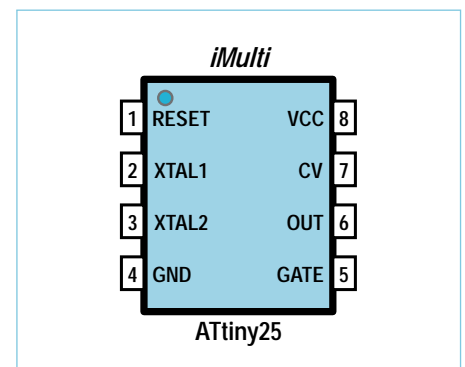 iMulti
1 RESET VCC 8
2 XTAL1 CV 7
3 XTAL2 OUT 6
4 GND GATE 5
ATtiny25